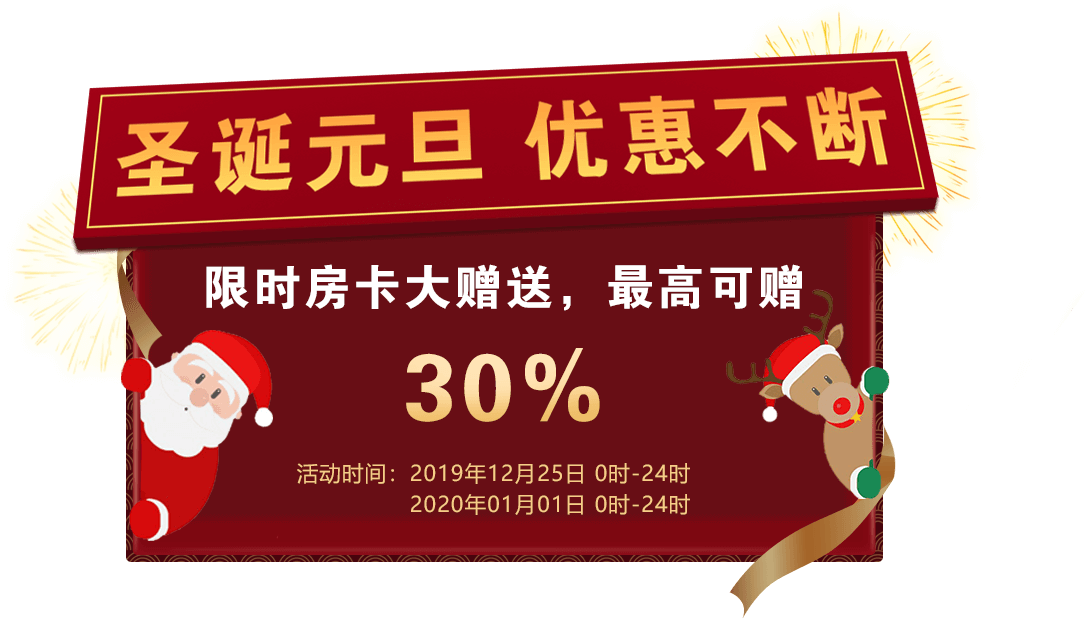 圣诞元旦 优惠不断
限时房卡大赠送，最高可赠
30%
活动时间：2019年12月25日 0时-24时
2020年01月01日 0时-24时